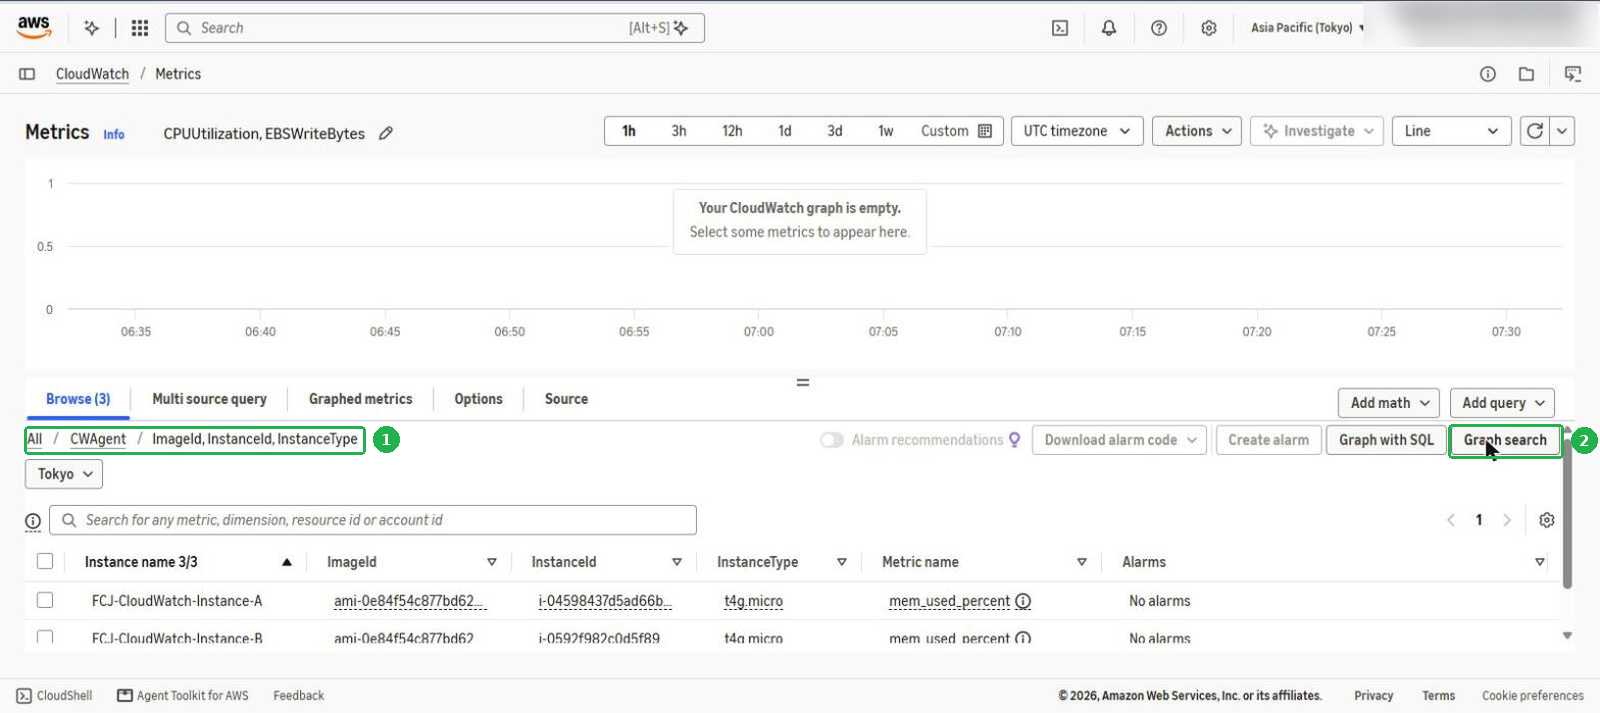 aws
Search [Alt+S]
Asia Pacific (Tokyo)
CloudWatch / Metrics
Metrics Info CPUUtilization, EBSWriteBytes
1h 3h 12h 1d 3d 1w Custom UTC timezone Actions Investigate Line
1
0.5
0
Your CloudWatch graph is empty.
Select some metrics to appear here.
06:35 06:40 06:45 06:50 06:55 07:00 07:05 07:10 07:15 07:20 07:25 07:30
Browse (3) Multi source query Graphed metrics Options Source Add math Add query
All / CWAgent / ImageId, InstanceId, InstanceType 1 Alarm recommendations Download alarm code Create alarm Graph with SQL Graph search 2
Tokyo
Search for any metric, dimension, resource id or account id 1
Instance name 3/3 ImageId InstanceId InstanceType Metric name Alarms
FCJ-CloudWatch-Instance-A ami-0e84f54c877bd62... i-04598437d5ad66b... t4g.micro mem_used_percent No alarms
FCJ-CloudWatch-Instance-B ami-0e84f54c877bd62 i-0592f982c0d5f89 t4g.micro mem_used_percent No alarms
CloudShell Agent Toolkit for AWS Feedback © 2026, Amazon Web Services, Inc. or its affiliates. Privacy Terms Cookie preferences